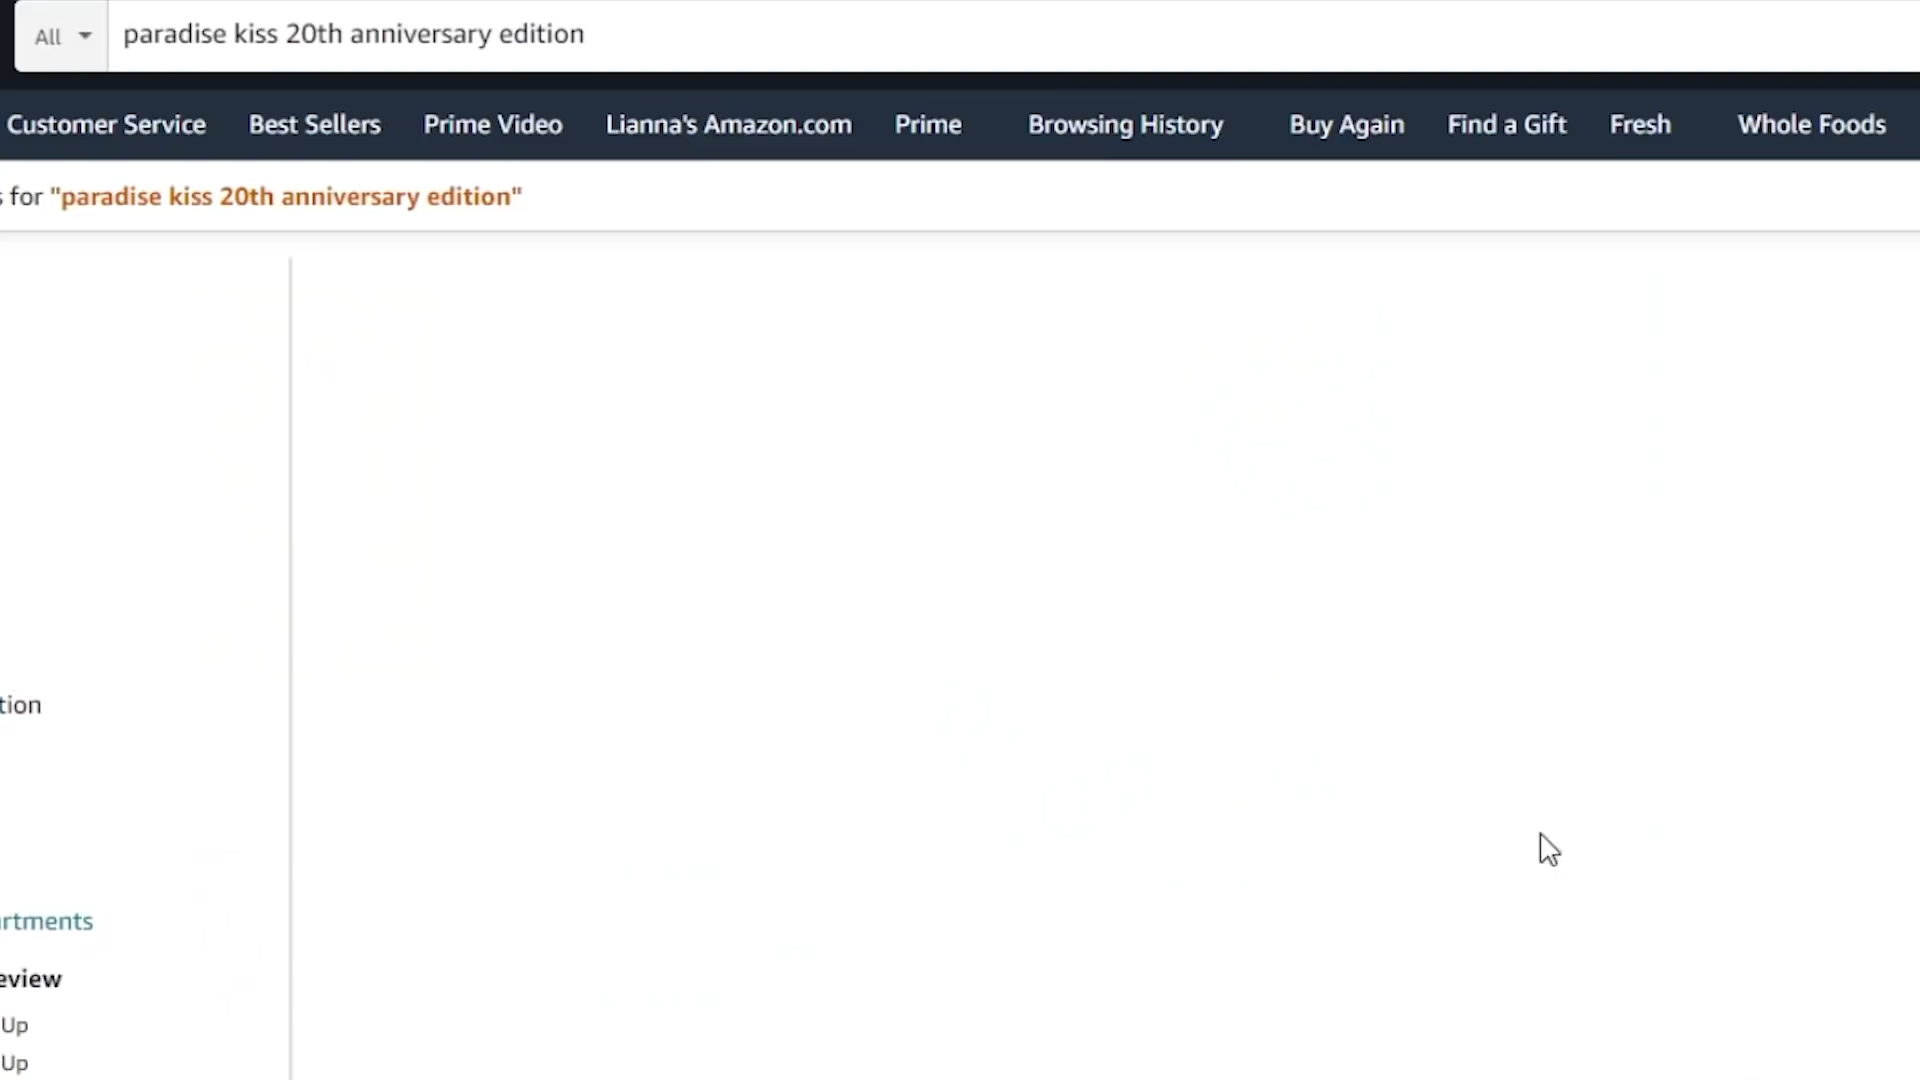 All paradise kiss 20th anniversary edition
Customer Service Best Sellers Prime Video Lianna's Amazon.com Prime Browsing History Buy Again Find a Gift Fresh Whole Foods
s for "paradise kiss 20th anniversary edition"
tion
rtments
eview
Up
Up